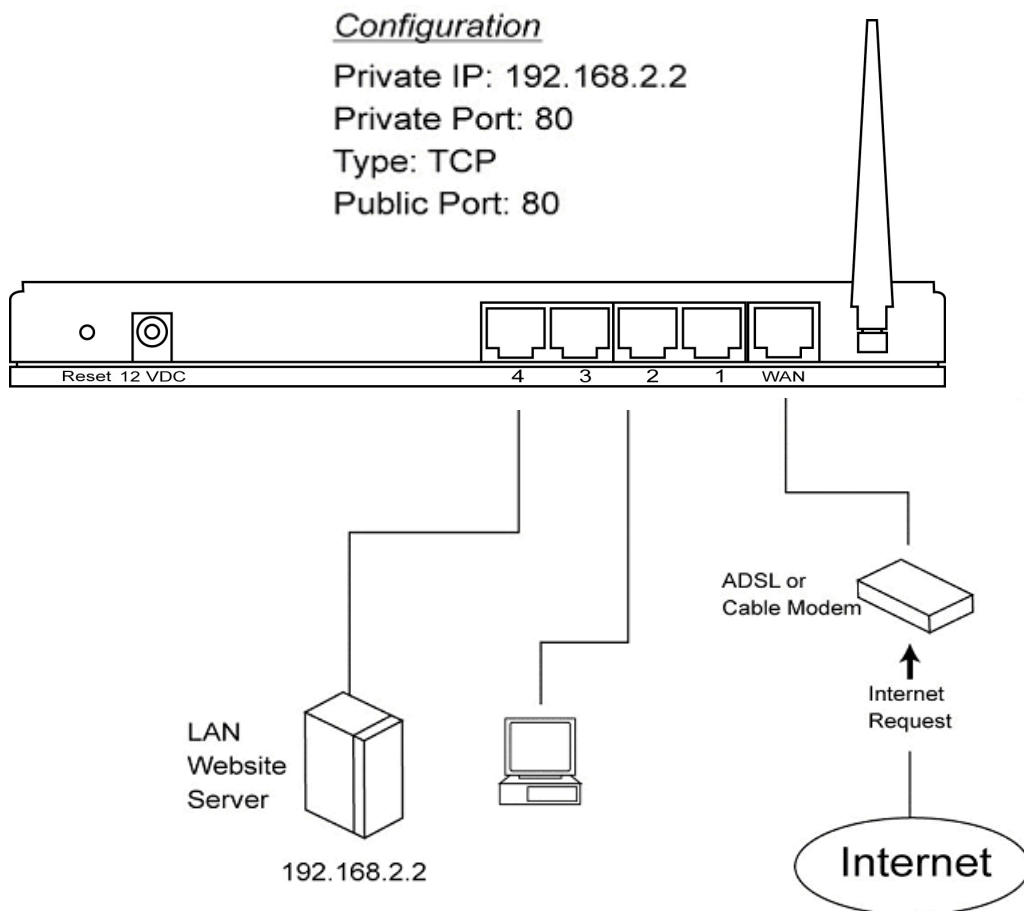 Configuration
Private IP: 192.168.2.2
Private Port: 80
Type: TCP
Public Port: 80
Reset 12 VDC 4 3 2 1 WAN
ADSL or
Cable Modem
Internet
Request
LAN
Website
Server
192.168.2.2
Internet